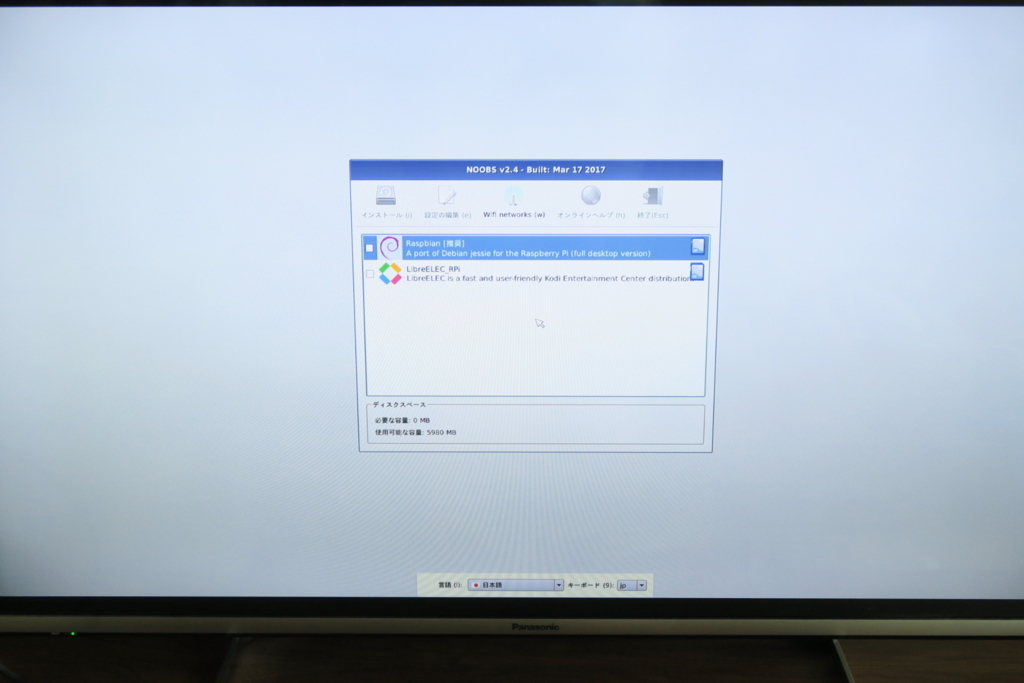 NOOBS v2.4 - Built: Mar 17 2017
インストール (i)
設定の編集 (e)
Wifi networks (w)
オンラインヘルプ (h)
終了(Esc)
Raspbian [推奨]
A port of Debian jessie for the Raspberry Pi (full desktop version)
LibreELEC_RPi
LibreELEC is a fast and user-friendly Kodi Entertainment Center distribution
ディスクスペース
必要な容量: 0 MB
使用可能な容量: 5980 MB
言語 (l): 日本語 キーボード (9): jp
Panasonic